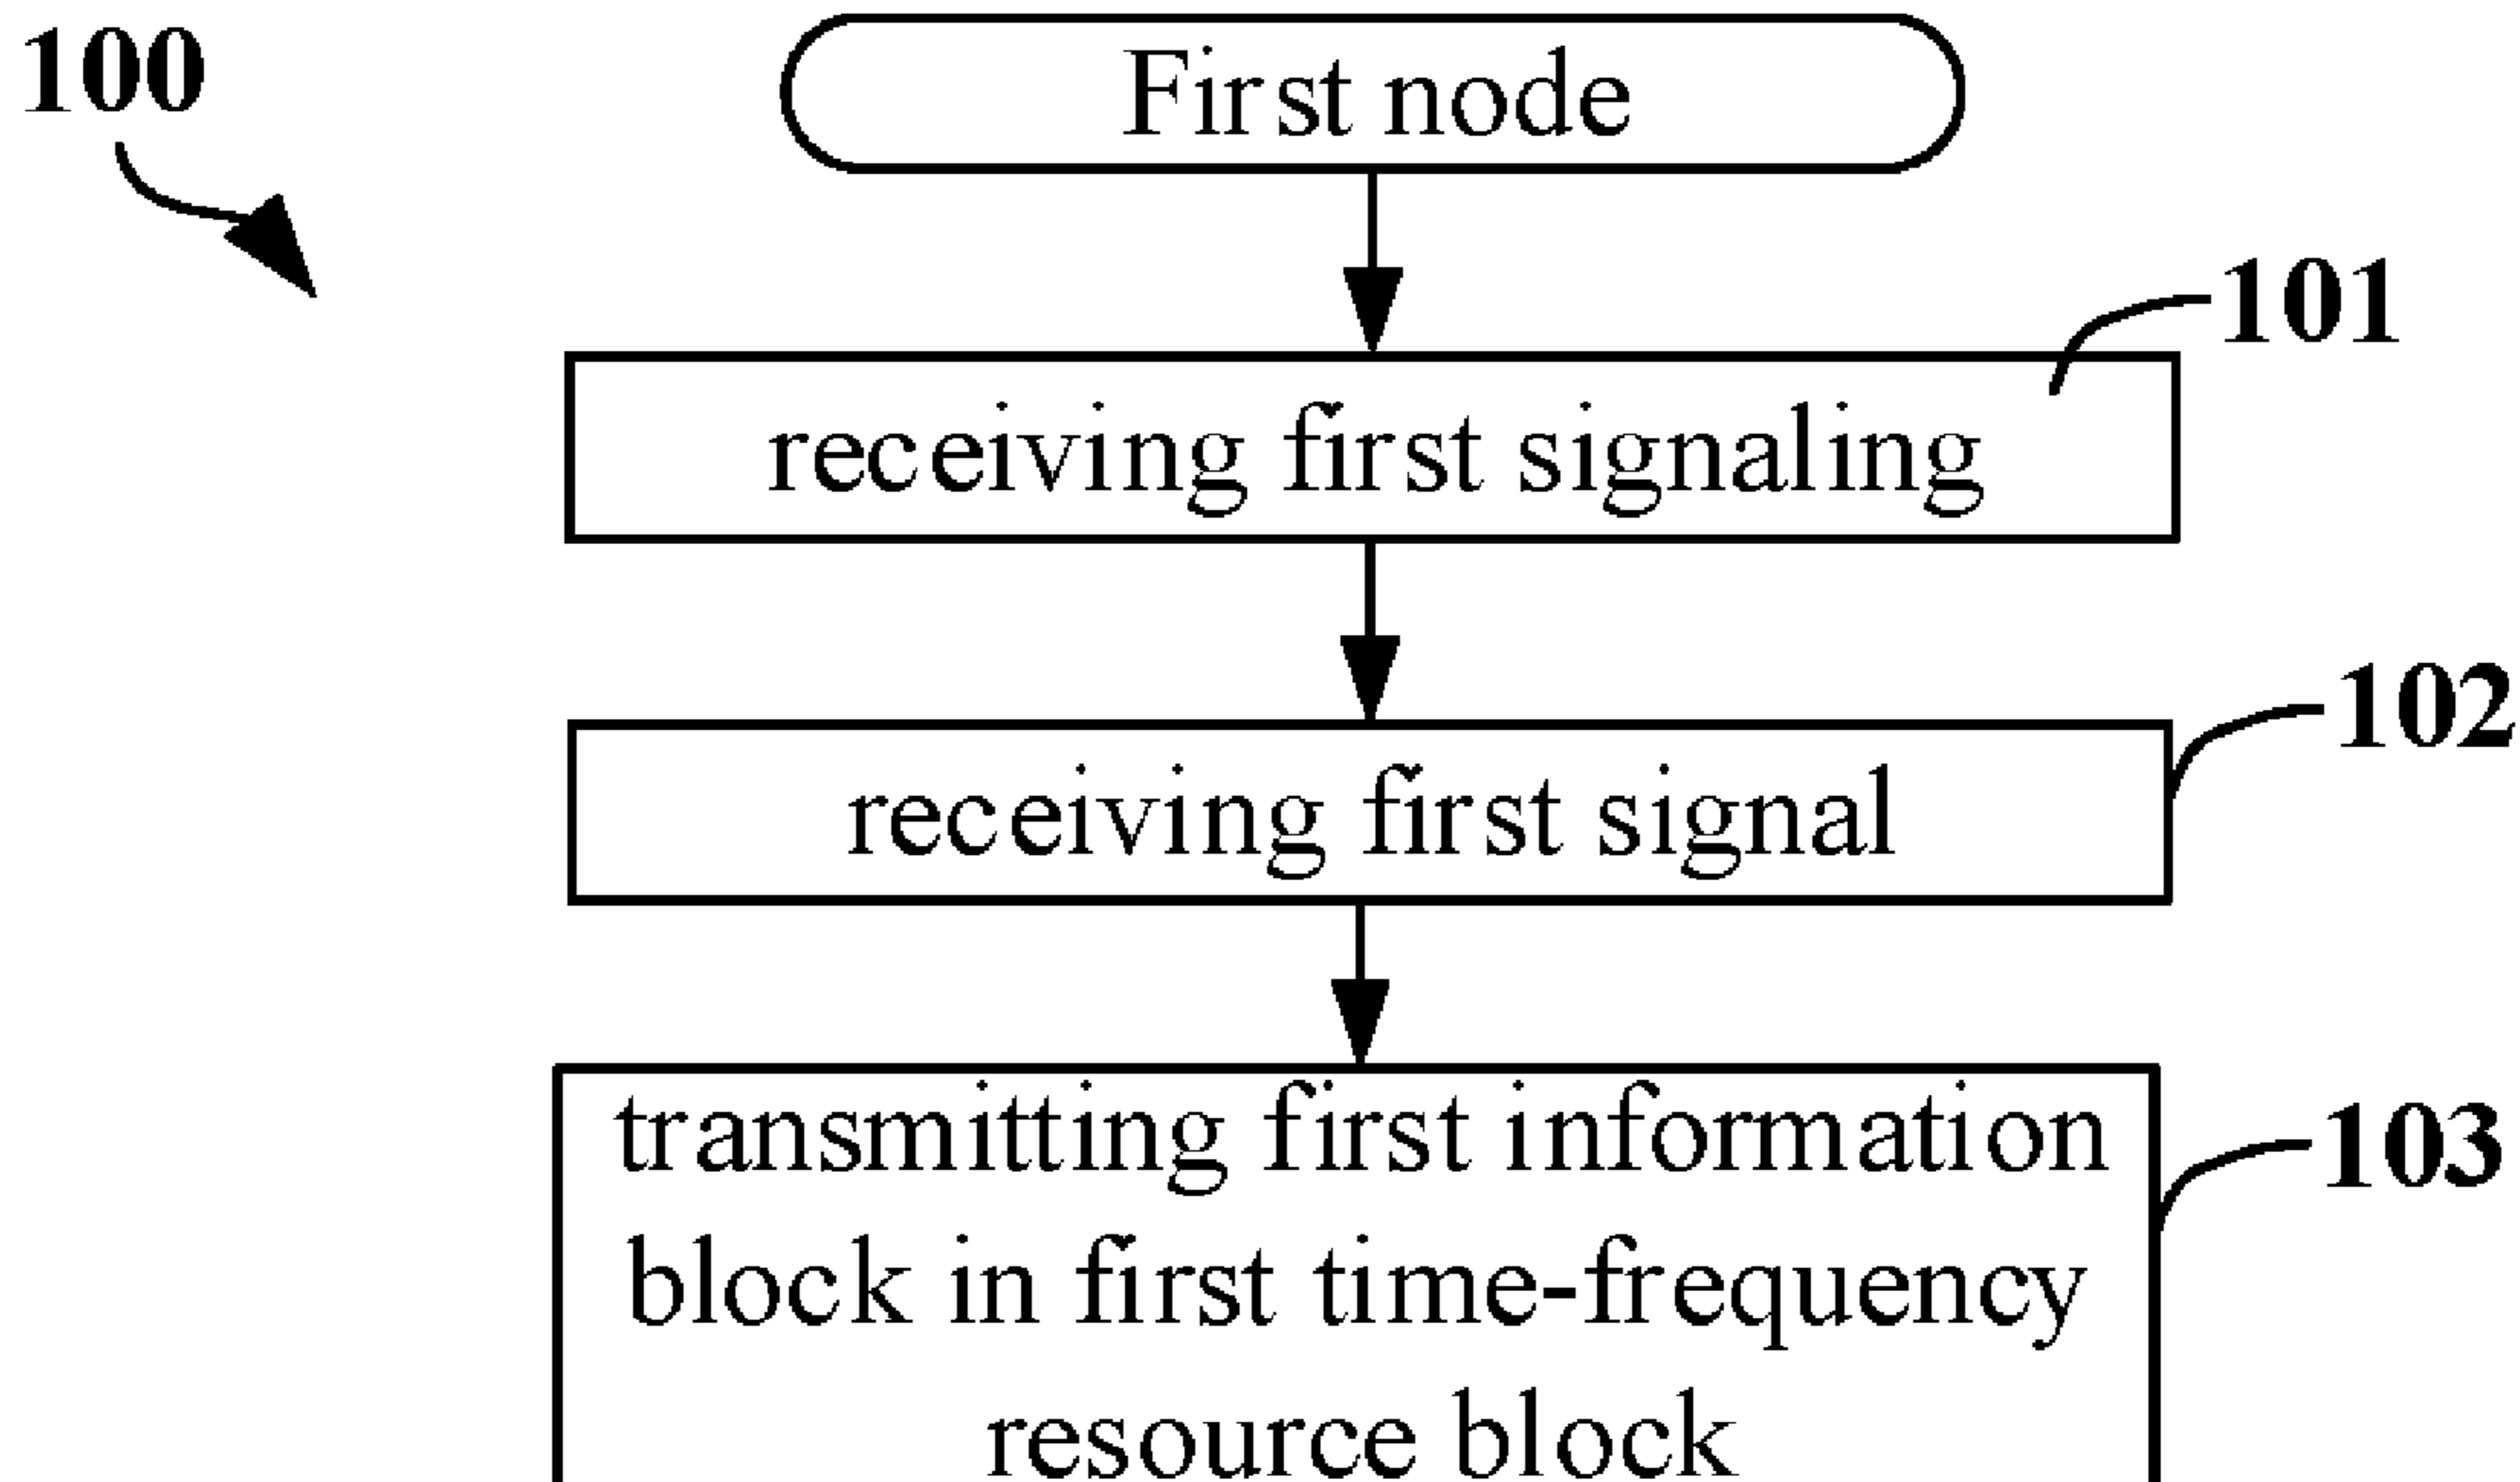 100
First node
101
receiving first signaling
102
receiving first signal
103
transmitting first information
block in first time-frequency
resource block